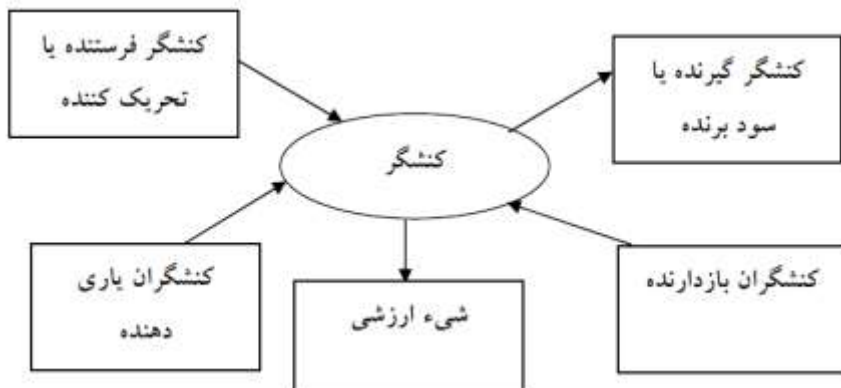 کنشگر فرستنده یا
تحریک کننده
کنشگر گیرنده یا
سود برنده
کنشگر
کنشگران یاری
دهنده
شیء ارزشی
کنشگران بازدارنده